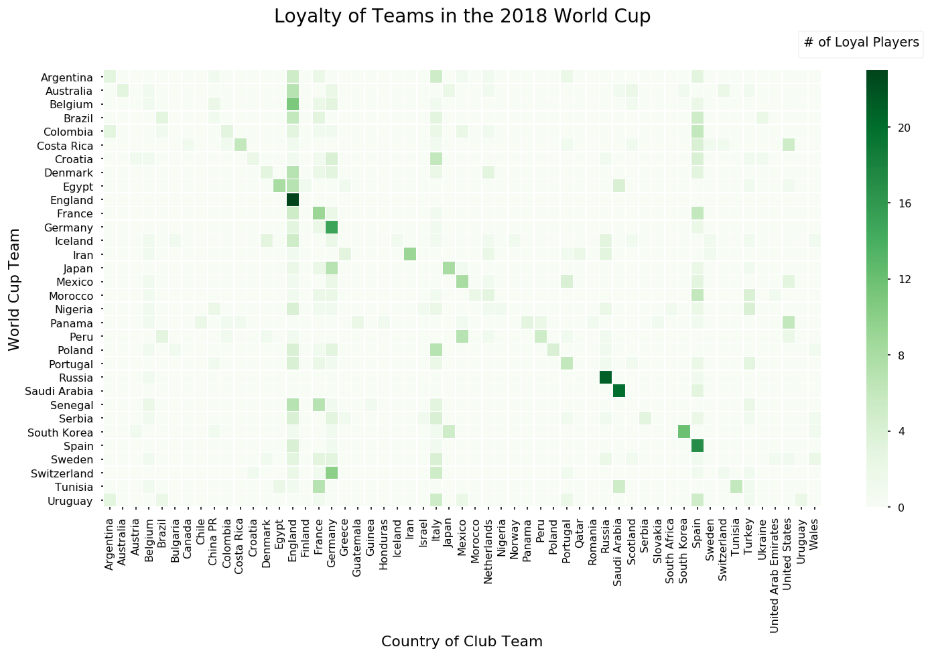 Loyalty of Teams in the 2018 World Cup
# of Loyal Players
World Cup Team
Argentina
Australia
Belgium
Brazil
Colombia
Costa Rica
Croatia
Denmark
Egypt
England
France
Germany
Iceland
Iran
Japan
Mexico
Morocco
Nigeria
Panama
Peru
Poland
Portugal
Russia
Saudi Arabia
Senegal
Serbia
South Korea
Spain
Sweden
Switzerland
Tunisia
Uruguay
20
16
12
8
4
0
Argentina
Australia
Austria
Belgium
Brazil
Bulgaria
Canada
Chile
China PR
Colombia
Costa Rica
Croatia
Denmark
Egypt
England
Finland
France
Germany
Greece
Guatemala
Guinea
Honduras
Iceland
Iran
Israel
Italy
Japan
Mexico
Morocco
Netherlands
Nigeria
Norway
Panama
Peru
Portugal
Qatar
Romania
Russia
Saudi Arabia
Scotland
Serbia
Slovakia
South Africa
South Korea
Spain
Sweden
Switzerland
Tunisia
Turkey
Ukraine
United Arab Emirates
United States
Uruguay
Wales
Country of Club Team